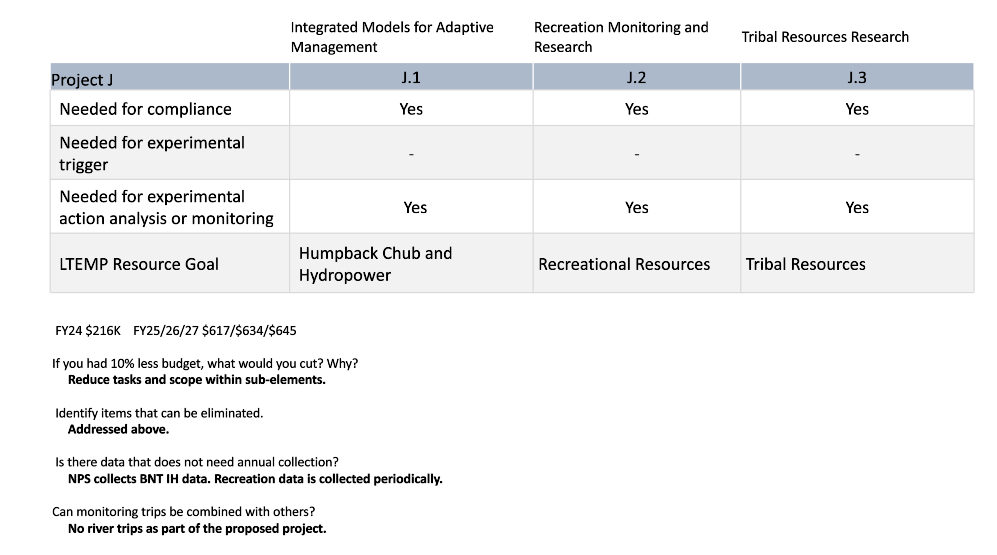 Integrated Models for Adaptive
Management
Recreation Monitoring and
Research
Tribal Resources Research
Project J
J.1
J.2
J.3
Needed for compliance
Yes
Yes
Yes
Needed for experimental
trigger
-
-
-
Needed for experimental
action analysis or monitoring
Yes
Yes
Yes
LTEMP Resource Goal
Humpback Chub and
Hydropower
Recreational Resources
Tribal Resources
FY24 $216K FY25/26/27 $617/$634/$645
If you had 10% less budget, what would you cut? Why?
Reduce tasks and scope within sub-elements.
Identify items that can be eliminated.
Addressed above.
Is there data that does not need annual collection?
NPS collects BNT IH data. Recreation data is collected periodically.
Can monitoring trips be combined with others?
No river trips as part of the proposed project.